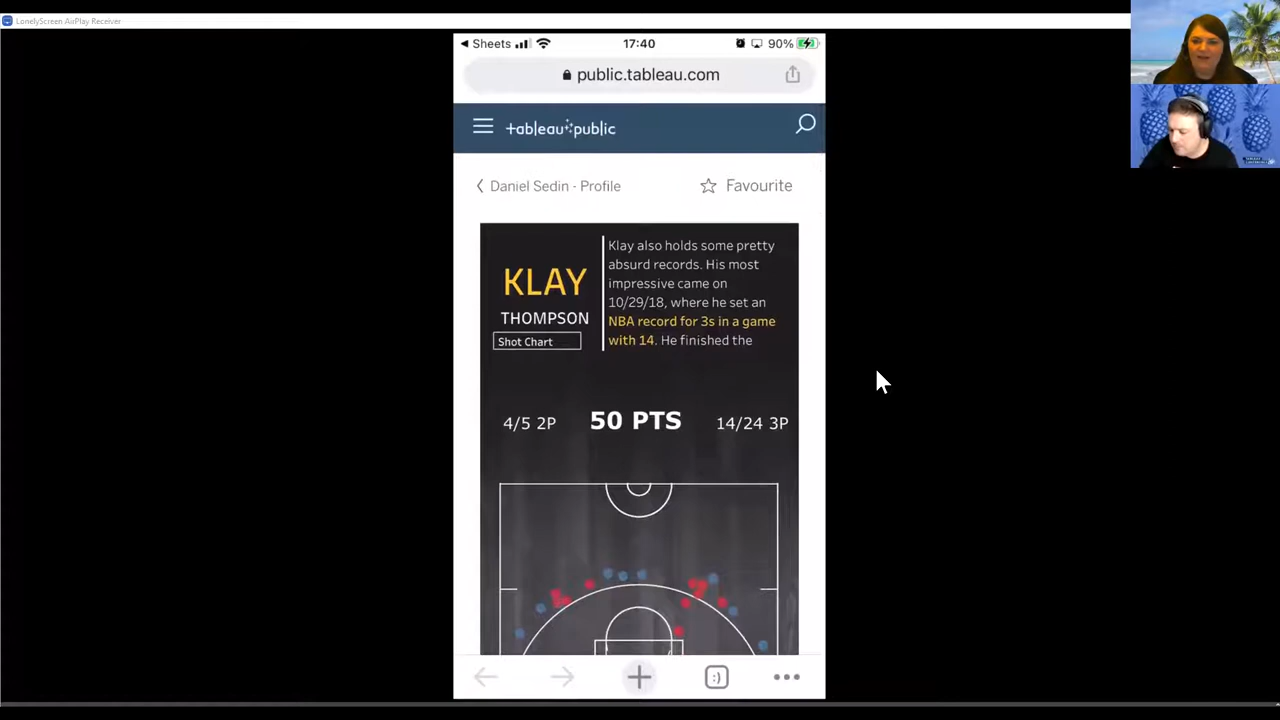 LonelyScreen AirPlay Receiver
Sheets
17:40
90%
public.tableau.com
tableau public
Daniel Sedin - Profile
Favourite
KLAY
THOMPSON
Shot Chart
Klay also holds some pretty
absurd records. His most
impressive came on
10/29/18, where he set an
NBA record for 3s in a game
with 14. He finished the
4/5 2P
50 PTS
14/24 3P
:)